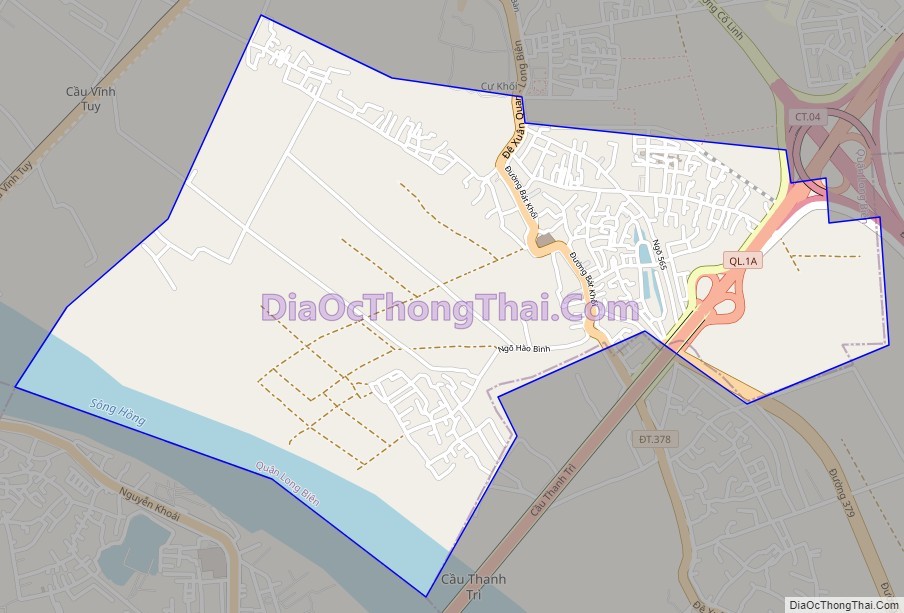 ường Cổ Linh
Long Biên
Cầu Vĩnh
Tuy
Cự Khối
CT.04
Vĩnh Tuy
Đê Xuân Quan
Đường Bát Khối
Ngõ 565
QL.1A
Đường Bát Khối
DiaOcThongThai.Com
Ngõ Hảo Bình
Sông Hồng
ĐT.378
Quận Long Biên
Cầu Thanh Trì
Đường 379
Nguyễn Khoái
Cầu Thanh
Trì
DiaOcThongThai.Com